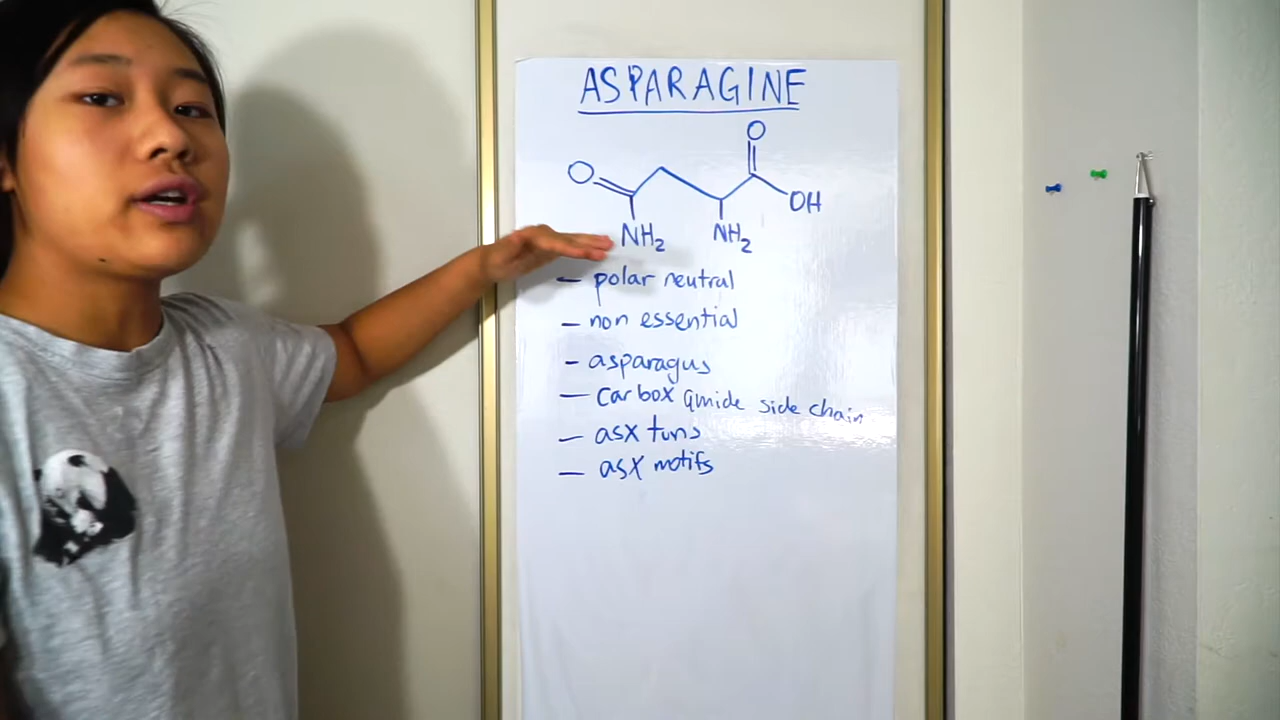 ASPARAGINE
O
O
OH
NH2
NH2
- polar neutral
- non essential
- asparagus
- carbox amide side chain
- asx turns
- asx motifs